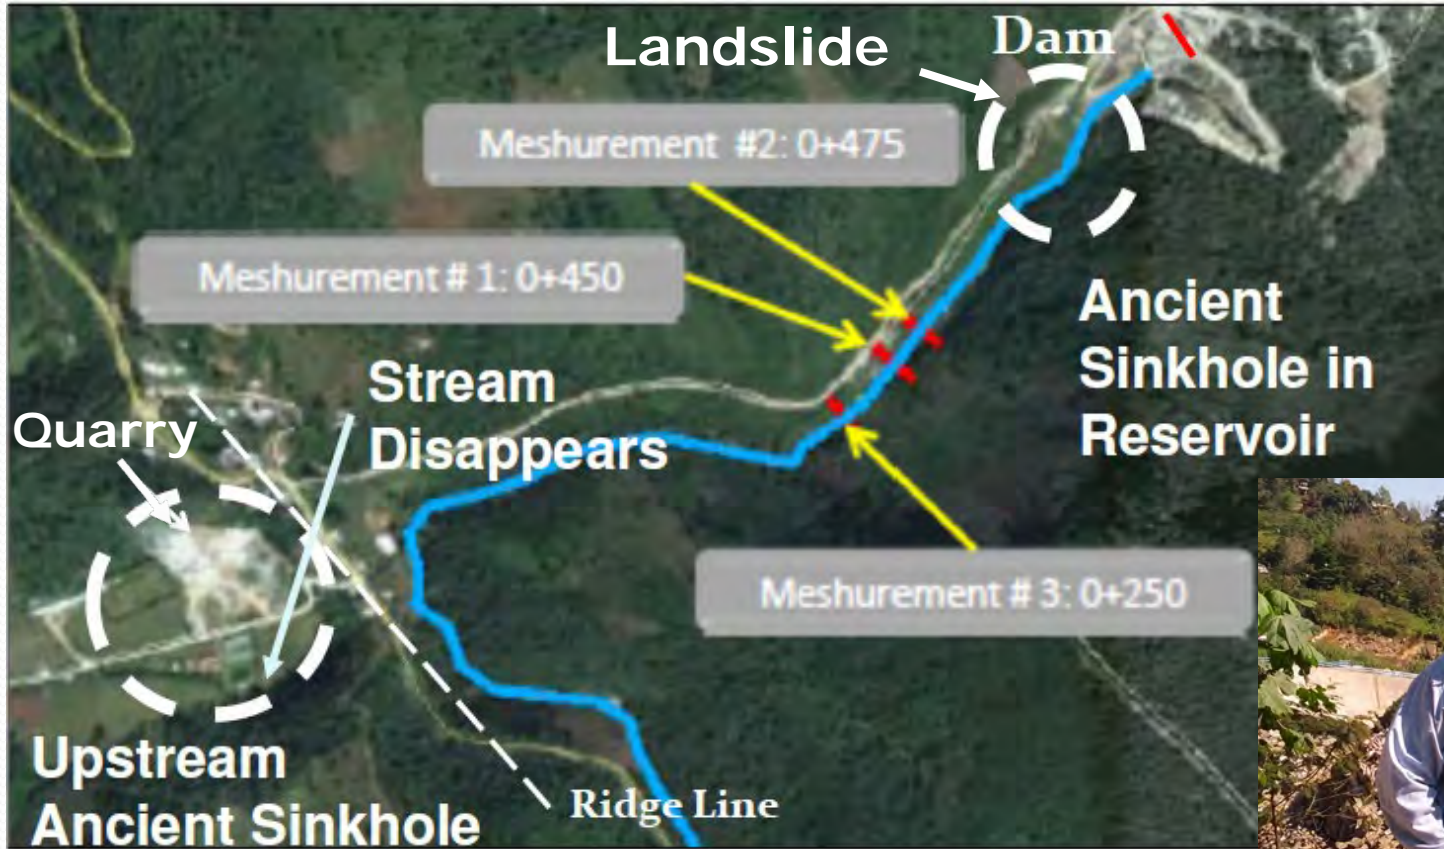 Landslide
Dam
Meshurement #2: 0+475
Meshurement # 1: 0+450
Ancient
Sinkhole in
Reservoir
Stream
Disappears
Quarry
Meshurement # 3: 0+250
Upstream
Ancient Sinkhole
Ridge Line